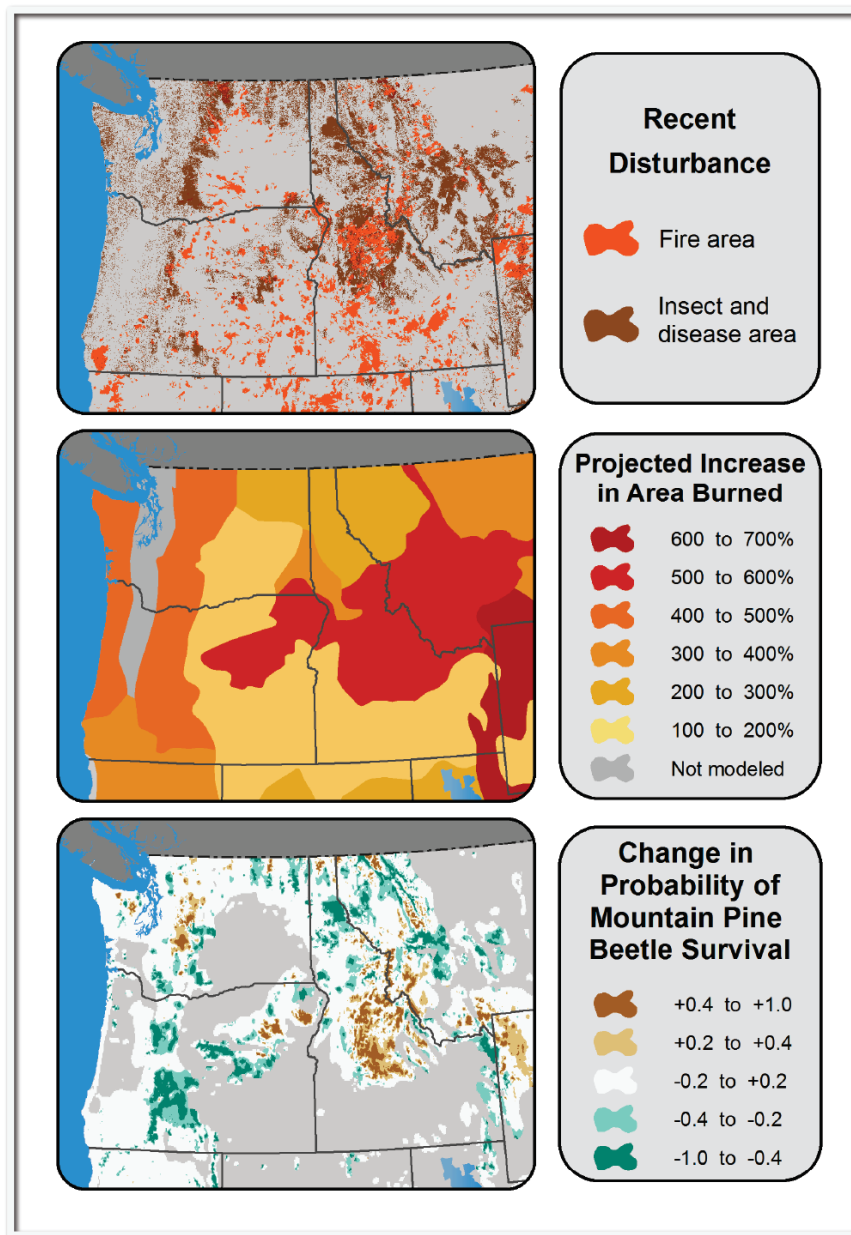 Recent
Disturbance
Fire area
Insect and
disease area
Projected Increase
in Area Burned
600 to 700%
500 to 600%
400 to 500%
300 to 400%
200 to 300%
100 to 200%
Not modeled
Change in
Probability of
Mountain Pine
Beetle Survival
+0.4 to +1.0
+0.2 to +0.4
-0.2 to +0.2
-0.4 to -0.2
-1.0 to -0.4